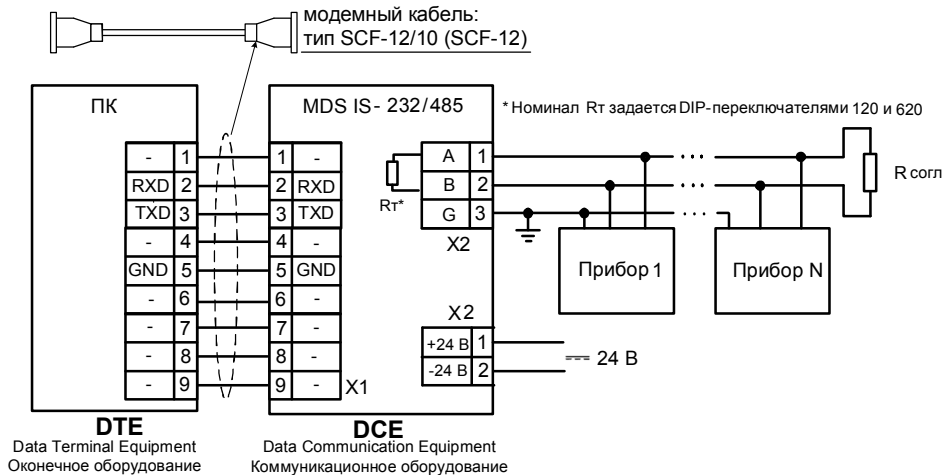 модемный кабель:
тип SCF-12/10 (SCF-12)
ПК
MDS IS- 232/485
* Номинал Rт задается DIP-переключателями 120 и 620
- 1
RXD 2
TXD 3
- 4
GND 5
- 6
- 7
- 8
- 9
1 -
2 RXD
3 TXD
4 -
5 GND
6 -
7 -
8 -
9 -
X1
Rт*
A 1
B 2
G 3
X2
R согл
Прибор 1
Прибор N
X2
+24 В 1
-24 В 2
24 В
DTE
Data Terminal Equipment
Оконечное оборудование
DCE
Data Communication Equipment
Коммуникационное оборудование